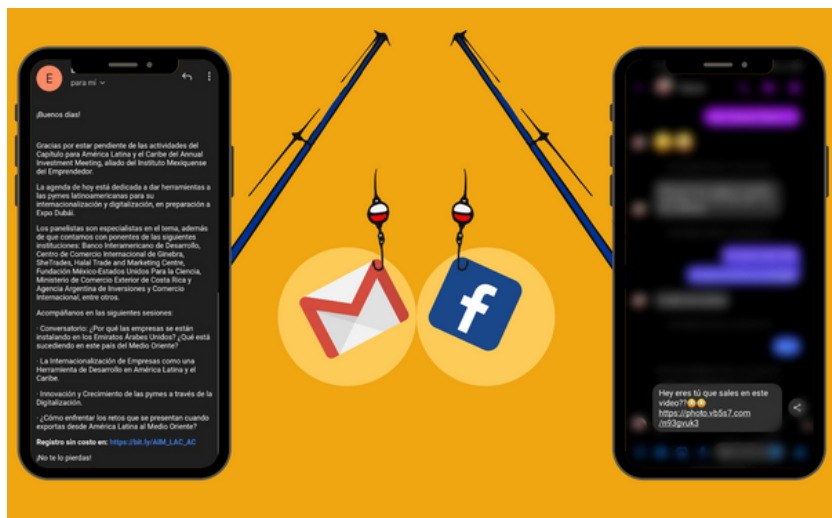 E
para mi
¡Buenos días!
Gracias por estar pendiente de las actividades del
Capítulo para América Latina y el Caribe del Annual
Investment Meeting, aliado del Instituto Mexiquense
del Emprendedor.
La agenda de hoy está dedicada a dar herramientas a
las pymes latinoamericanas para su
internacionalización y digitalización, en preparación a
Expo Dubái.
Los panelistas son especialistas en el tema, además
de que contamos con ponentes de las siguientes
instituciones: Banco Interamericano de Desarrollo,
Centro de Comercio Internacional de Ginebra,
SheTrades, Halal Trade and Marketing Centre,
Fundación México-Estados Unidos Para la Ciencia,
Ministerio de Comercio Exterior de Costa Rica y
Agencia Argentina de Inversiones y Comercio
Internacional, entre otros.
Acompáñanos en las siguientes sesiones:
· Conversatorio: ¿Por qué las empresas se están
instalando en los Emiratos Árabes Unidos? ¿Qué está
sucediendo en este país del Medio Oriente?
· La Internacionalización de Empresas como una
Herramienta de Desarrollo en América Latina y el
Caribe.
· Innovación y Crecimiento de las pymes a través de la
Digitalización.
· ¿Cómo enfrentar los retos que se presentan cuando
exportas desde América Latina al Medio Oriente?
Registro sin costo en: https://bit.ly/AIM_LAC_AC
¡No te lo pierdas!
f
Hey eres tú que sales en este
video??😳😳
https://photo.vb5s7.com
/n93gvuk3